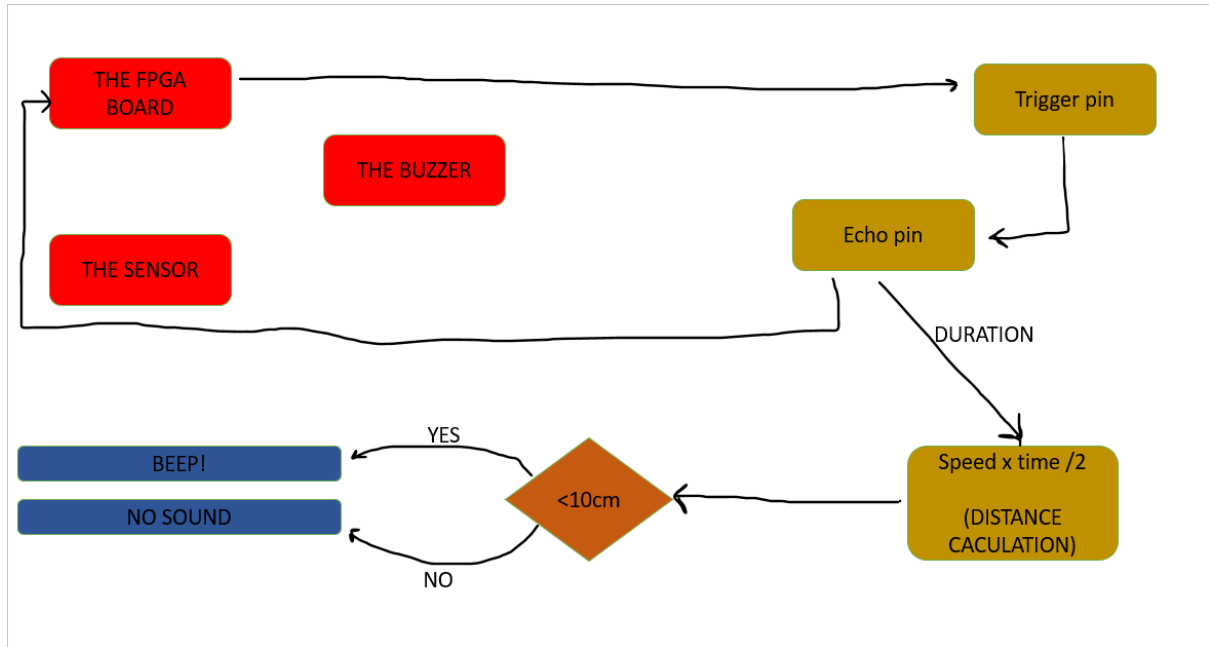 THE FPGA
BOARD
Trigger pin
THE BUZZER
Echo pin
THE SENSOR
DURATION
YES
BEEP!
Speed x time /2
<10cm
NO SOUND
(DISTANCE
CACULATION)
NO